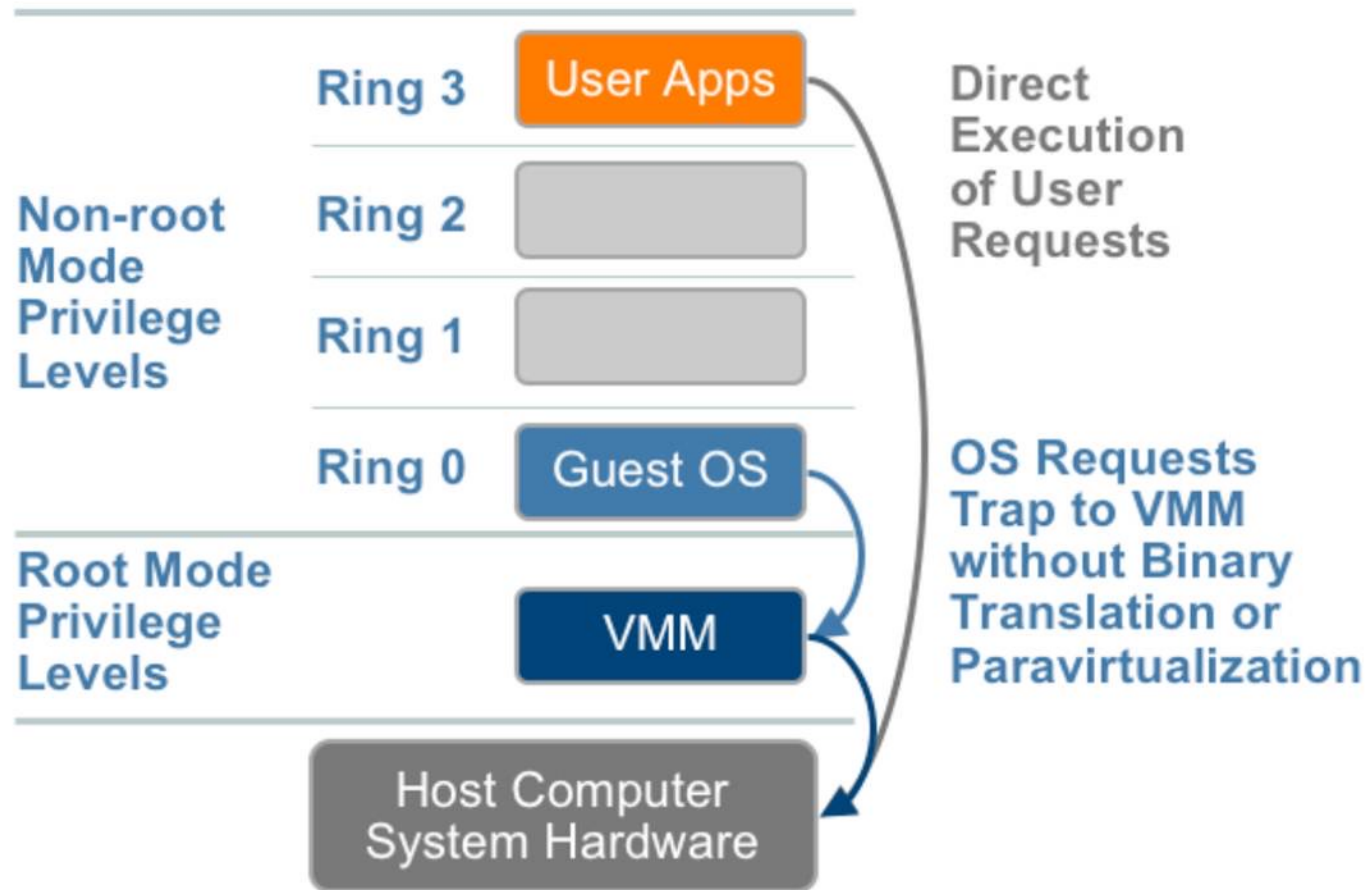 Ring 3
User Apps
Direct
Execution
of User
Requests
Non-root
Mode
Privilege
Levels
Ring 2
Ring 1
Ring 0
Guest OS
OS Requests
Trap to VMM
without Binary
Translation or
Paravirtualization
Root Mode
Privilege
Levels
VMM
Host Computer
System Hardware